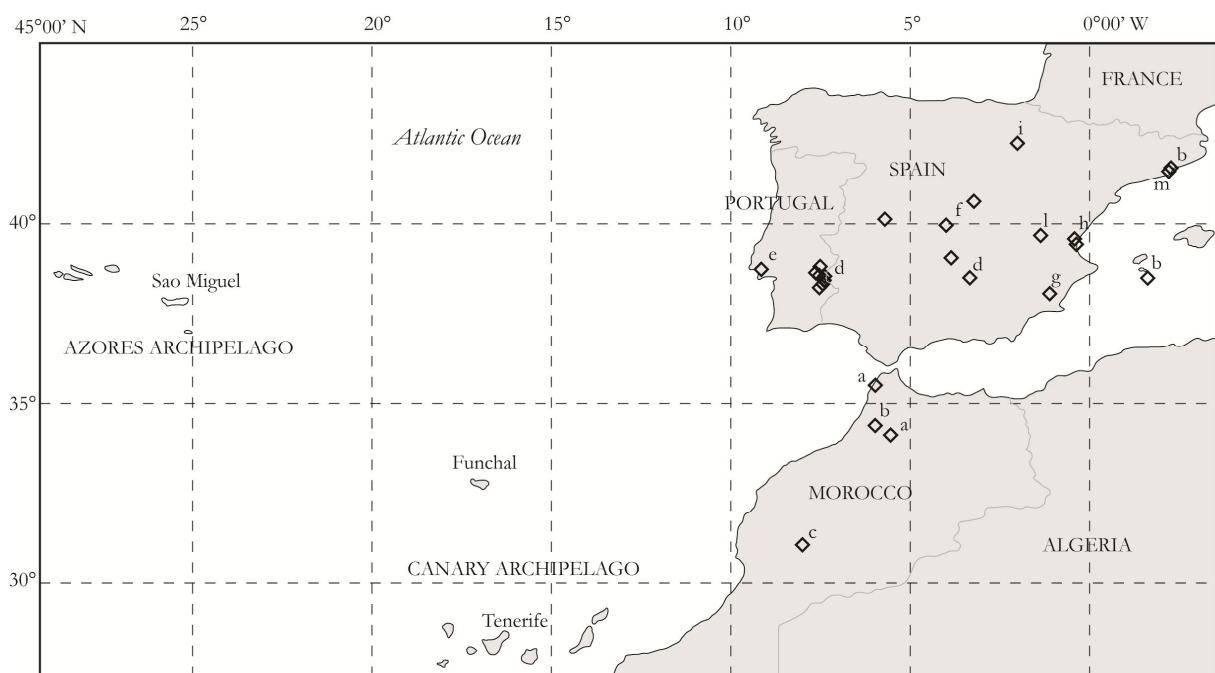 45°00’ N 25° 20° 15° 10° 5° 0°00’ W
FRANCE
Atlantic Ocean
i
b
SPAIN
m
PORTUGAL
f
40°
l
h
e
d
d
b
g
Sao Miguel
AZORES ARCHIPELAGO
a
35°
b
a
Funchal
MOROCCO
c
ALGERIA
CANARY ARCHIPELAGO
30°
Tenerife